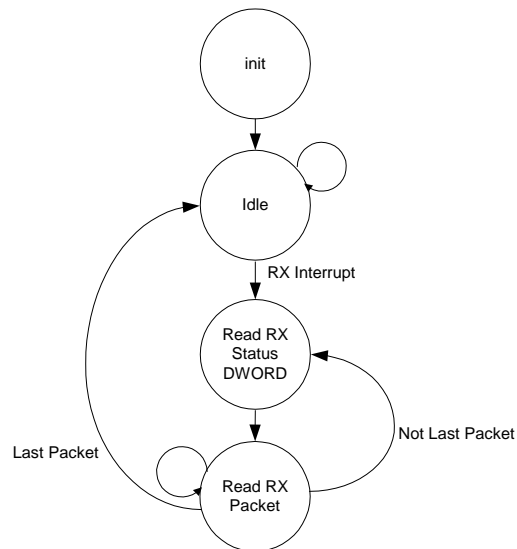 init
Idle
RX Interrupt
Read RX
Status
DWORD
Not Last Packet
Last Packet
Read RX
Packet